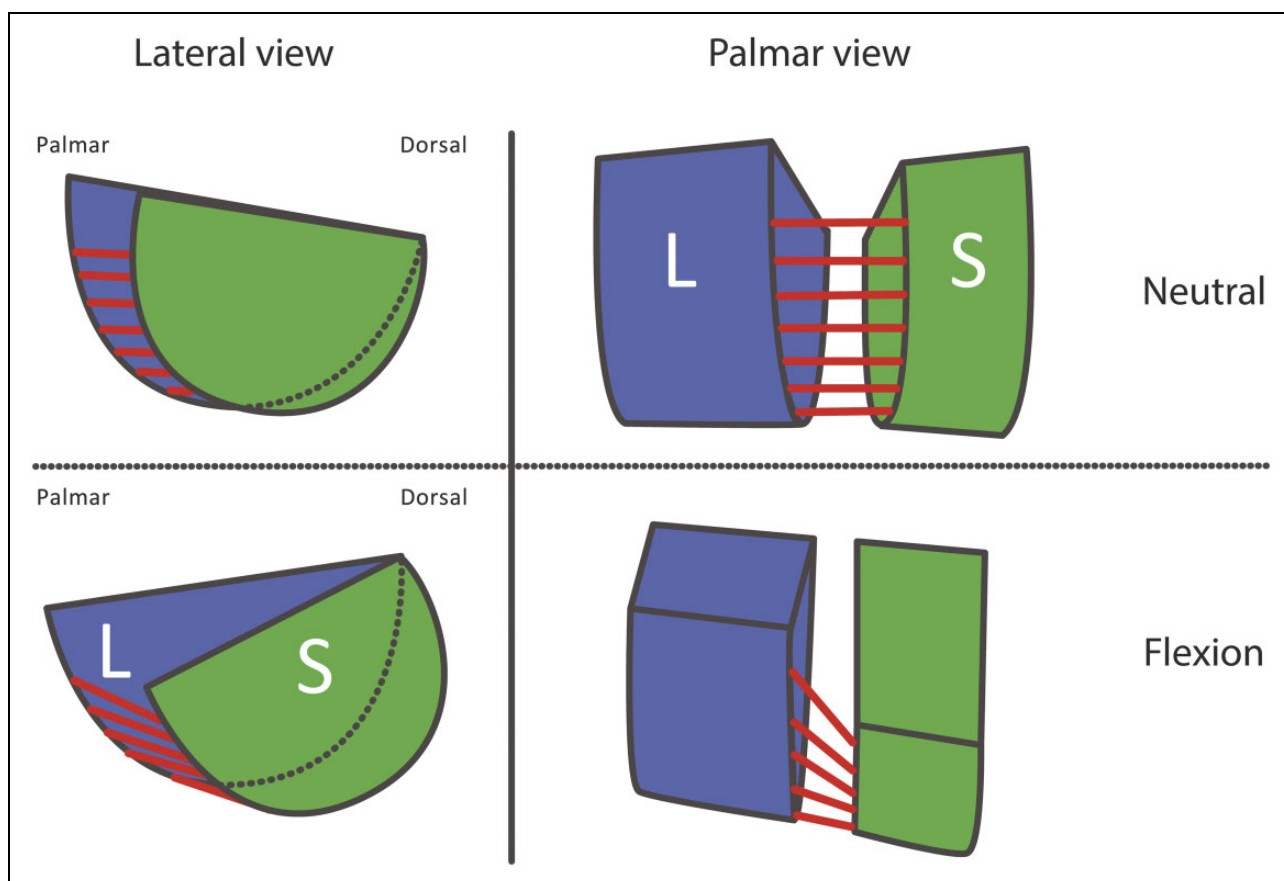 Lateral view
Palmar view
Palmar
Dorsal
L
S
Neutral
Palmar
Dorsal
L
S
Flexion